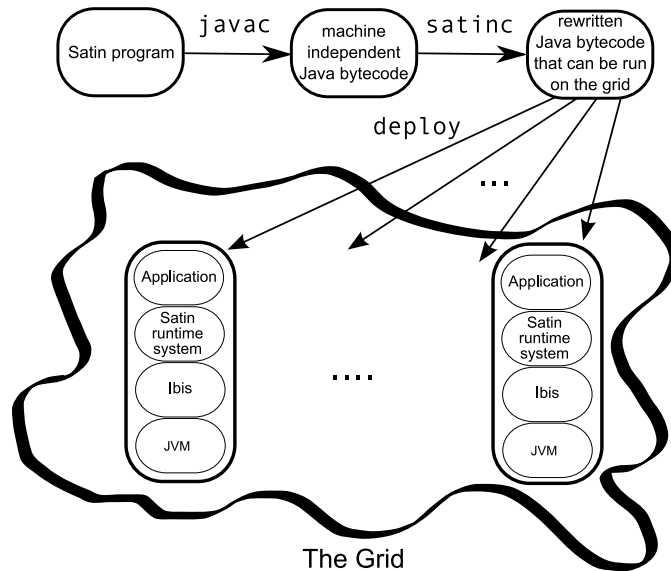 javac
satinc
Satin program
machine
independent
Java bytecode
rewritten
Java bytecode
that can be run
on the grid
deploy
...
Application
Satin
runtime
system
Ibis
JVM
....
Application
Satin
runtime
system
Ibis
JVM
The Grid